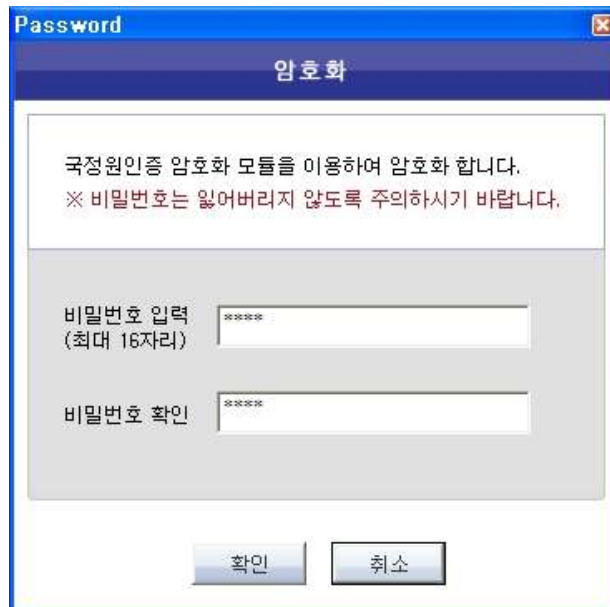 Password
암호화
국정원인증 암호화 모듈을 이용하여 암호화 합니다.
※ 비밀번호는 잃어버리지 않도록 주의하시기 바랍니다.
비밀번호 입력
(최대 16자리)
****
비밀번호 확인
****
확인
취소